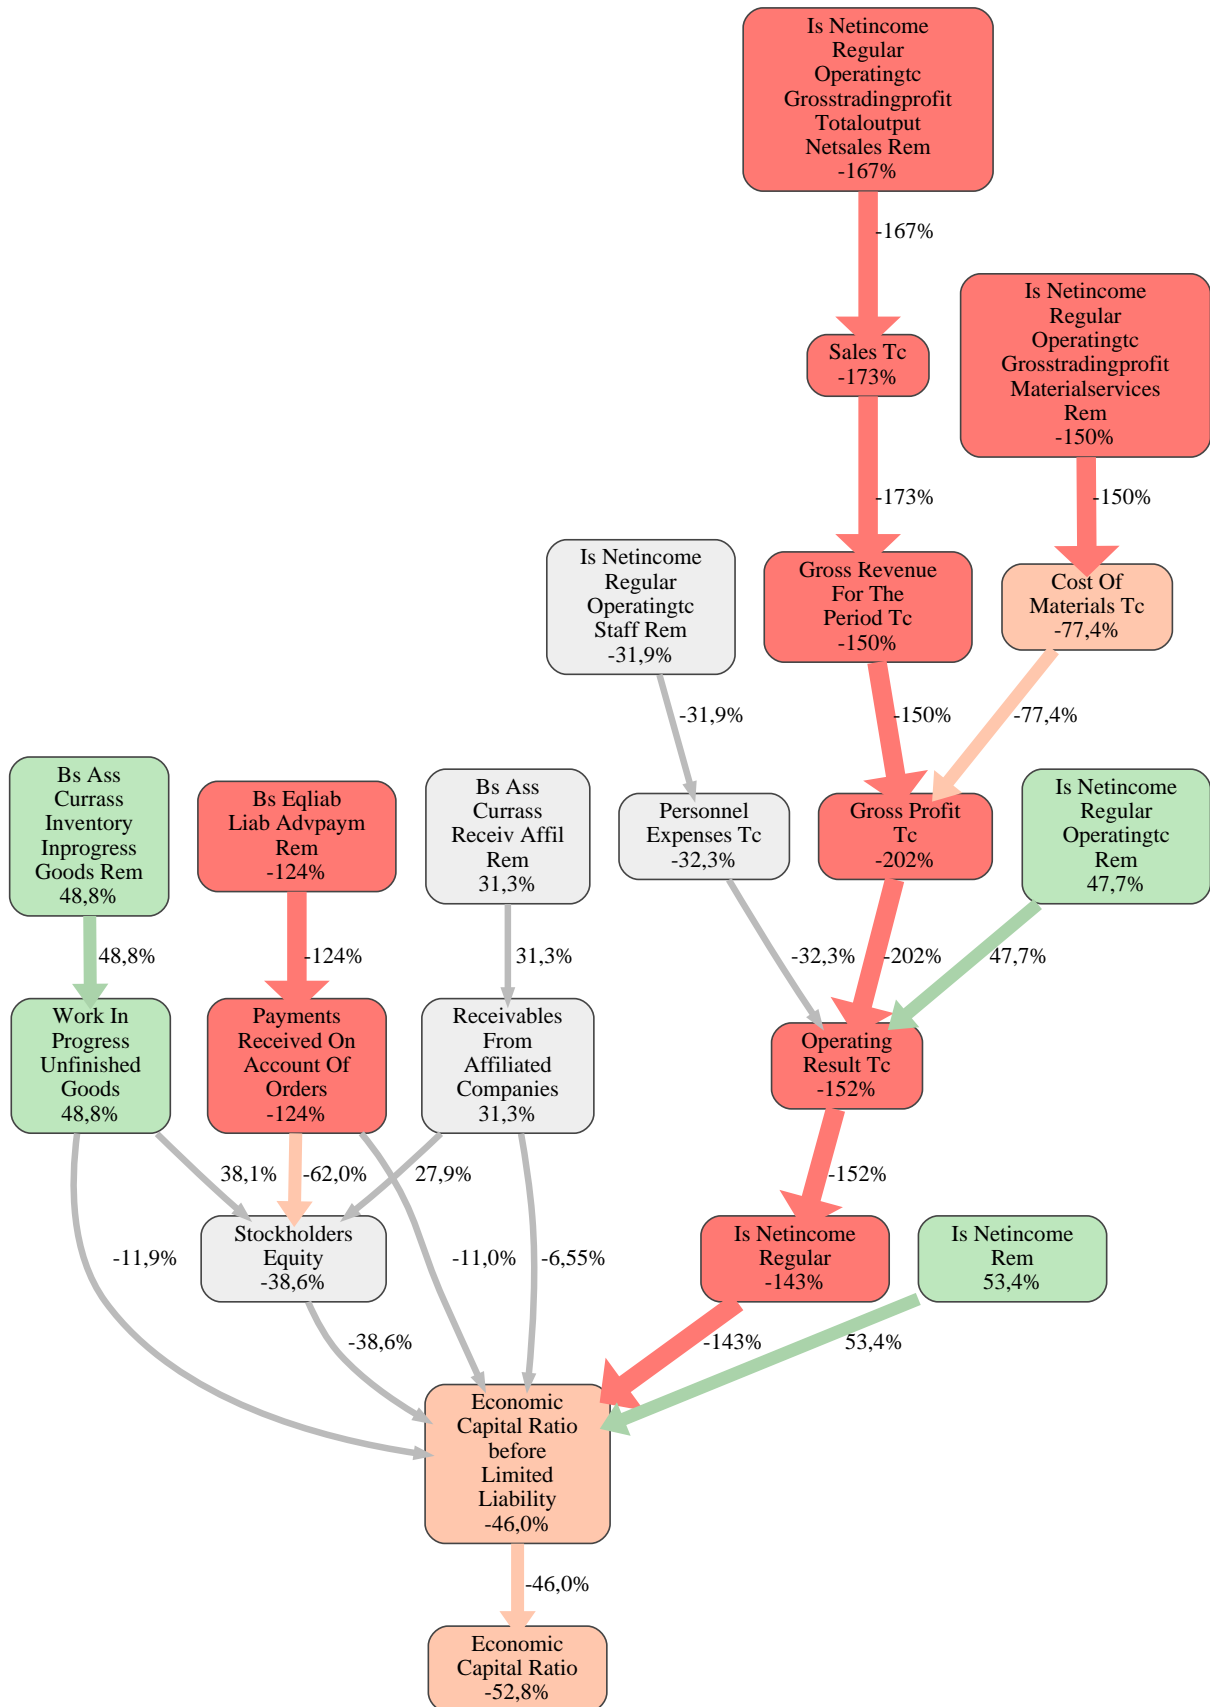 Is Netincome
Regular
Operatingtc
Grosstradingprofit
Totaloutput
Netsales Rem
-167%
-167%
Is Netincome
Regular
Operatingtc
Grosstradingprofit
Materialservices
Rem
-150%
Sales Tc
-173%
-173%
-150%
Is Netincome
Regular
Operatingtc
Staff Rem
-31,9%
Gross Revenue
For The
Period Tc
-150%
Cost Of
Materials Tc
-77,4%
-31,9%
-150%
-77,4%
Bs Ass
Currass
Inventory
Inprogress
Goods Rem
48,8%
Bs Eqliab
Liab Advpaym
Rem
-124%
Bs Ass
Currass
Receiv Affil
Rem
31,3%
Personnel
Expenses Tc
-32,3%
Gross Profit
Tc
-202%
Is Netincome
Regular
Operatingtc
Rem
47,7%
48,8%
-124%
31,3%
-32,3%
-202%
47,7%
Work In
Progress
Unfinished
Goods
48,8%
Payments
Received On
Account Of
Orders
-124%
Receivables
From
Affiliated
Companies
31,3%
Operating
Result Tc
-152%
38,1%
-62,0%
27,9%
-152%
-11,9%
Stockholders
Equity
-38,6%
-11,0%
-6,55%
Is Netincome
Regular
-143%
Is Netincome
Rem
53,4%
-38,6%
-143%
53,4%
Economic
Capital Ratio
before
Limited
Liability
-46,0%
-46,0%
Economic
Capital Ratio
-52,8%